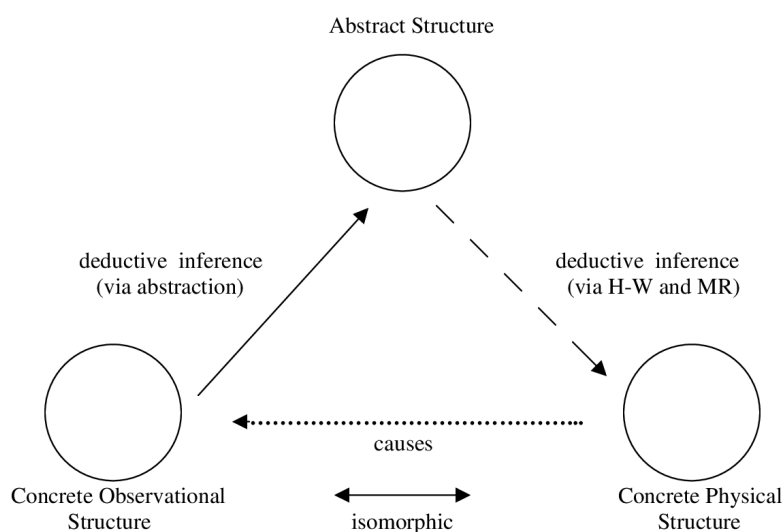 Abstract Structure
deductive inference
(via abstraction)
deductive inference
(via H-W and MR)
causes
Concrete Observational
Structure
isomorphic
Concrete Physical
Structure